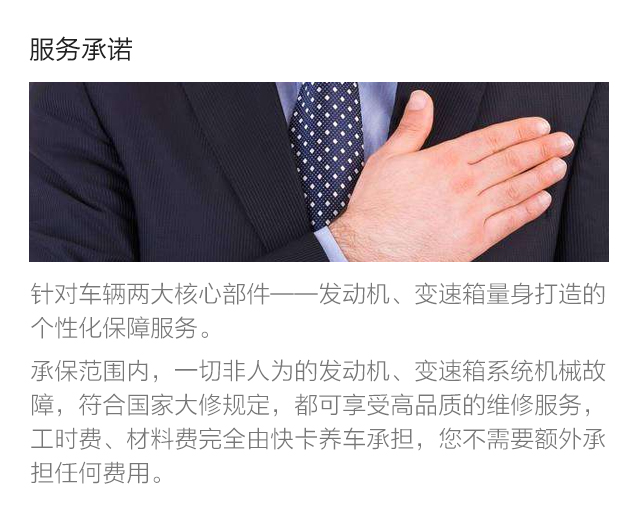 服务承诺
针对车辆两大核心部件——发动机、变速箱量身打造的
个性化保障服务。
承保范围内，一切非人为的发动机、变速箱系统机械故
障，符合国家大修规定，都可享受高品质的维修服务，
工时费、材料费完全由快卡养车承担，您不需要额外承
担任何费用。